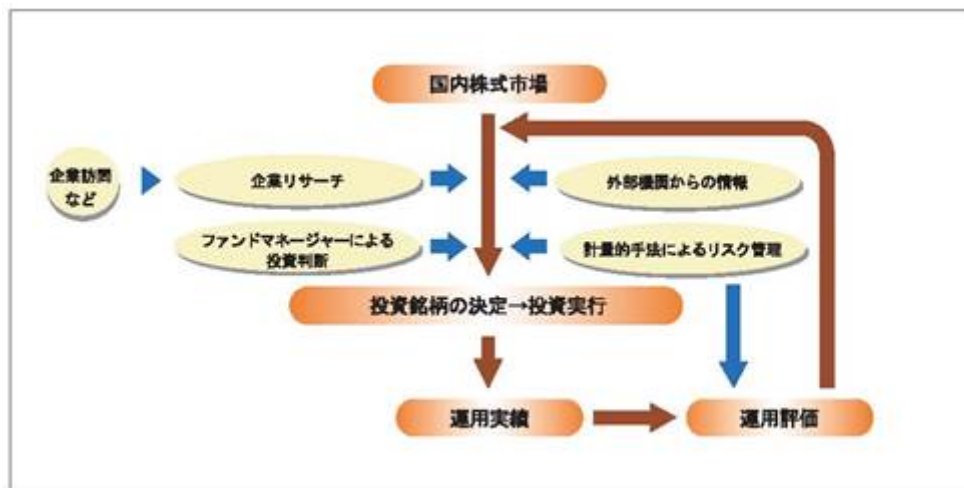 国内株式市場
企業訪問
など
企業リサーチ
外部機関からの情報
ファンドマネージャーによる
投資判断
計量的手法によるリスク管理
投資銘柄の決定→投資実行
運用実績
運用評価